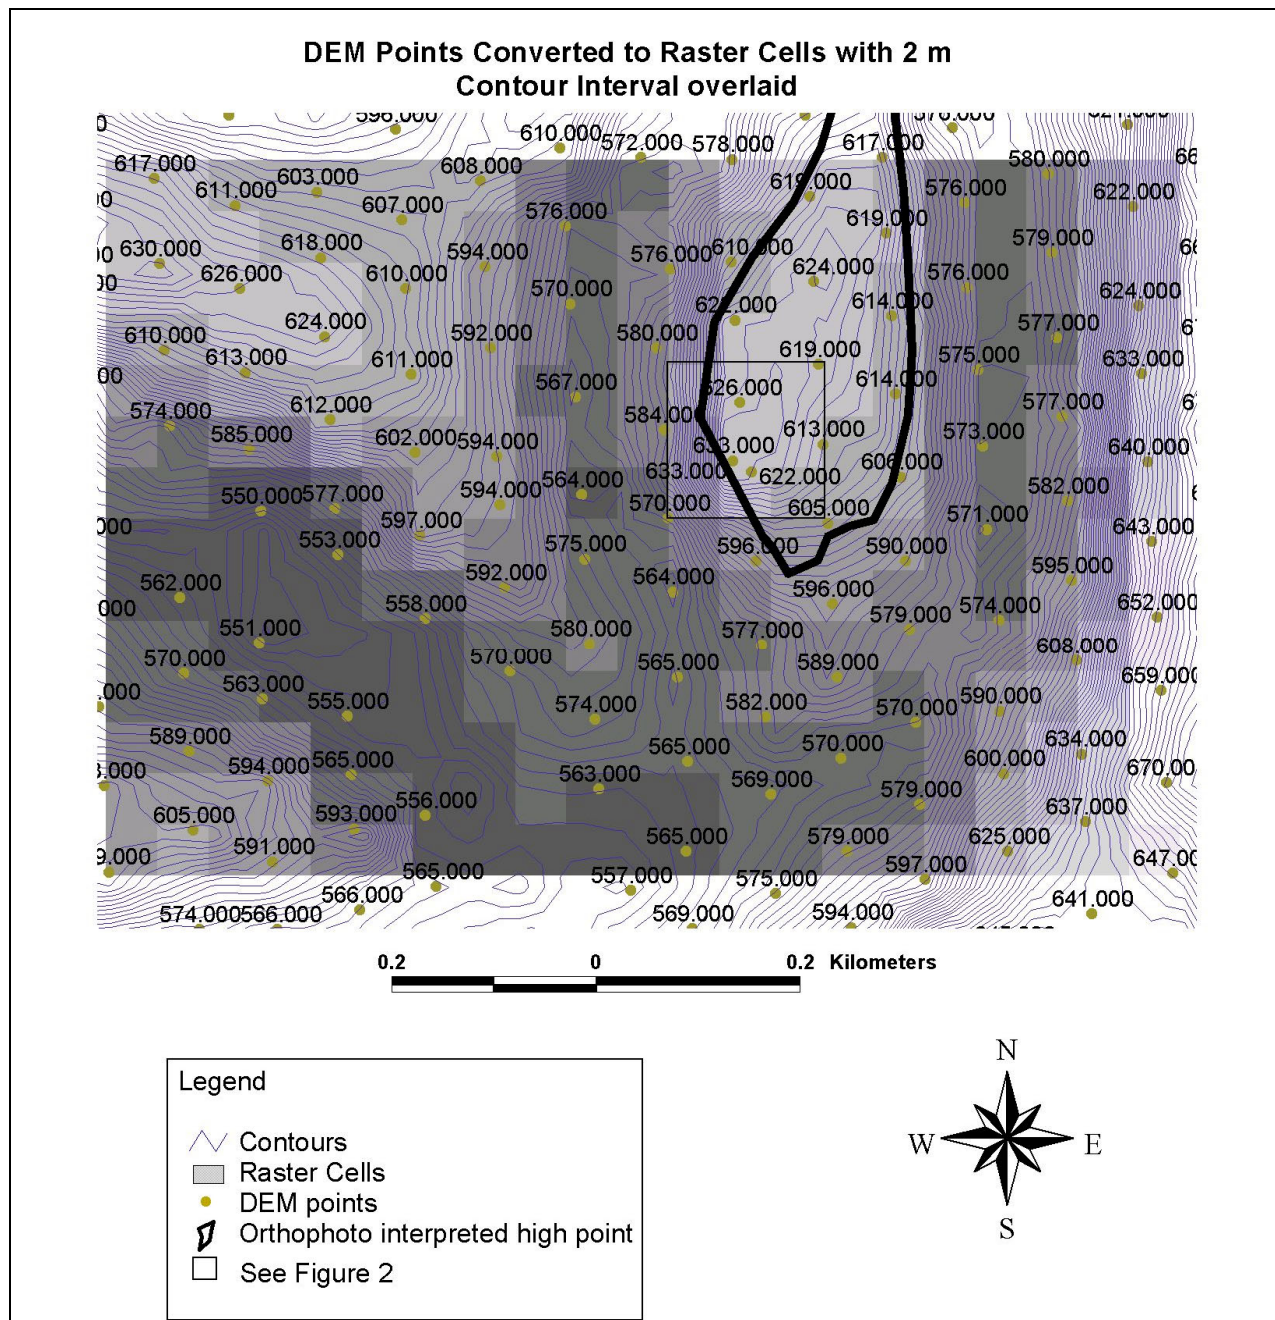 DEM Points Converted to Raster Cells with 2 m
Contour Interval overlaid
596.000 610.000 572.000 578.000 617.000 580.000
617.000 611.000 603.000 608.000 619.000 576.000 622.000
607.000 576.000 619.000
630.000 618.000 594.000 576.000 610.000 579.000
626.000 610.000 570.000 624.000 576.000 624.000
624.000 592.000 580.000 622.000 614.000 577.000
610.000 613.000 611.000 619.000 575.000 633.000
612.000 567.000 626.000 614.000 577.000
574.000 585.000 602.000 594.000 584.00 613.000 573.000 640.000
633.000 633.000 622.000 606.000
550.000 577.000 594.000 564.000 570.000 605.000 582.000
597.000 571.000 643.000
553.000 575.000 596.000 590.000
562.000 592.000 564.000 596.000 595.000
558.000 579.000 574.000 652.000
551.000 580.000 577.000
570.000 570.000 565.000 589.000 608.000 659.000
563.000 555.000 574.000 582.000 570.000 590.000
589.000 565.000 570.000 634.000
594.000 565.000 563.000 569.000 600.000 670.00
605.000 593.000 556.000 579.000 637.000
591.000 565.000 579.000 625.000
565.000 557.000 575.000 597.000 647.00
574.000 566.000 566.000 569.000 594.000 641.000
0.2 0 0.2 Kilometers
Legend
Contours
Raster Cells
DEM points
Orthophoto interpreted high point
See Figure 2
N
W E
S